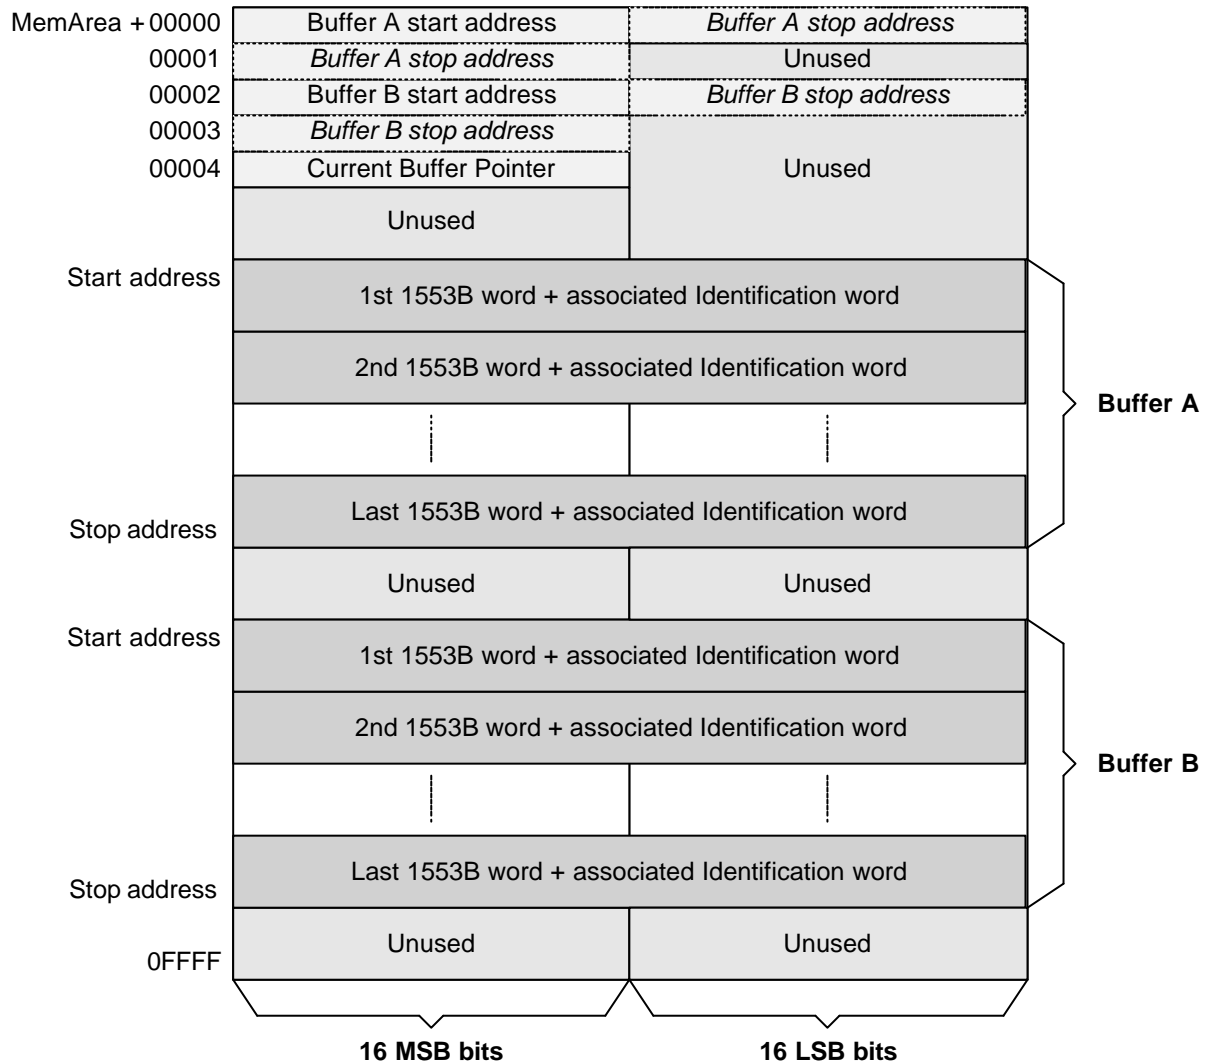 MemArea + 00000 Buffer A start address Buffer A stop address
00001 Buffer A stop address Unused
00002 Buffer B start address Buffer B stop address
00003 Buffer B stop address
00004 Current Buffer Pointer Unused
Unused
Start address
1st 1553B word + associated Identification word
2nd 1553B word + associated Identification word
Buffer A
Last 1553B word + associated Identification word
Stop address
Unused Unused
Start address
1st 1553B word + associated Identification word
2nd 1553B word + associated Identification word
Buffer B
Last 1553B word + associated Identification word
Stop address
Unused Unused
0FFFF
16 MSB bits 16 LSB bits